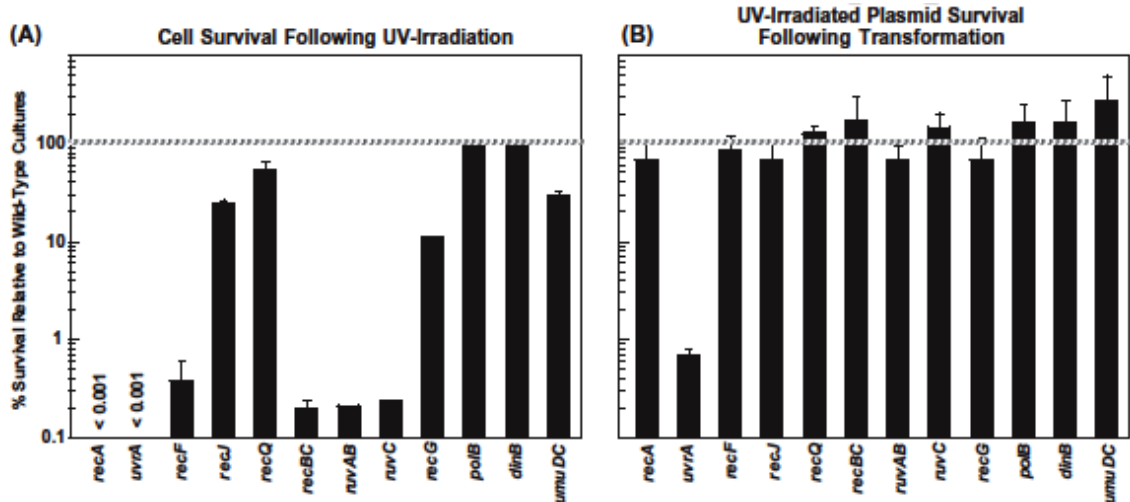 (A)
Cell Survival Following UV-Irradiation
% Survival Relative to Wild-Type Cultures
100
10
1
0.1
< 0.001
< 0.001
recA
uvrA
recF
recJ
recQ
recBC
ruvAB
ruvC
recG
polB
dinB
umuDC
(B)
UV-Irradiated Plasmid Survival
Following Transformation
recA
uvrA
recF
recJ
recQ
recBC
ruvAB
ruvC
recG
polB
dinB
umuDC